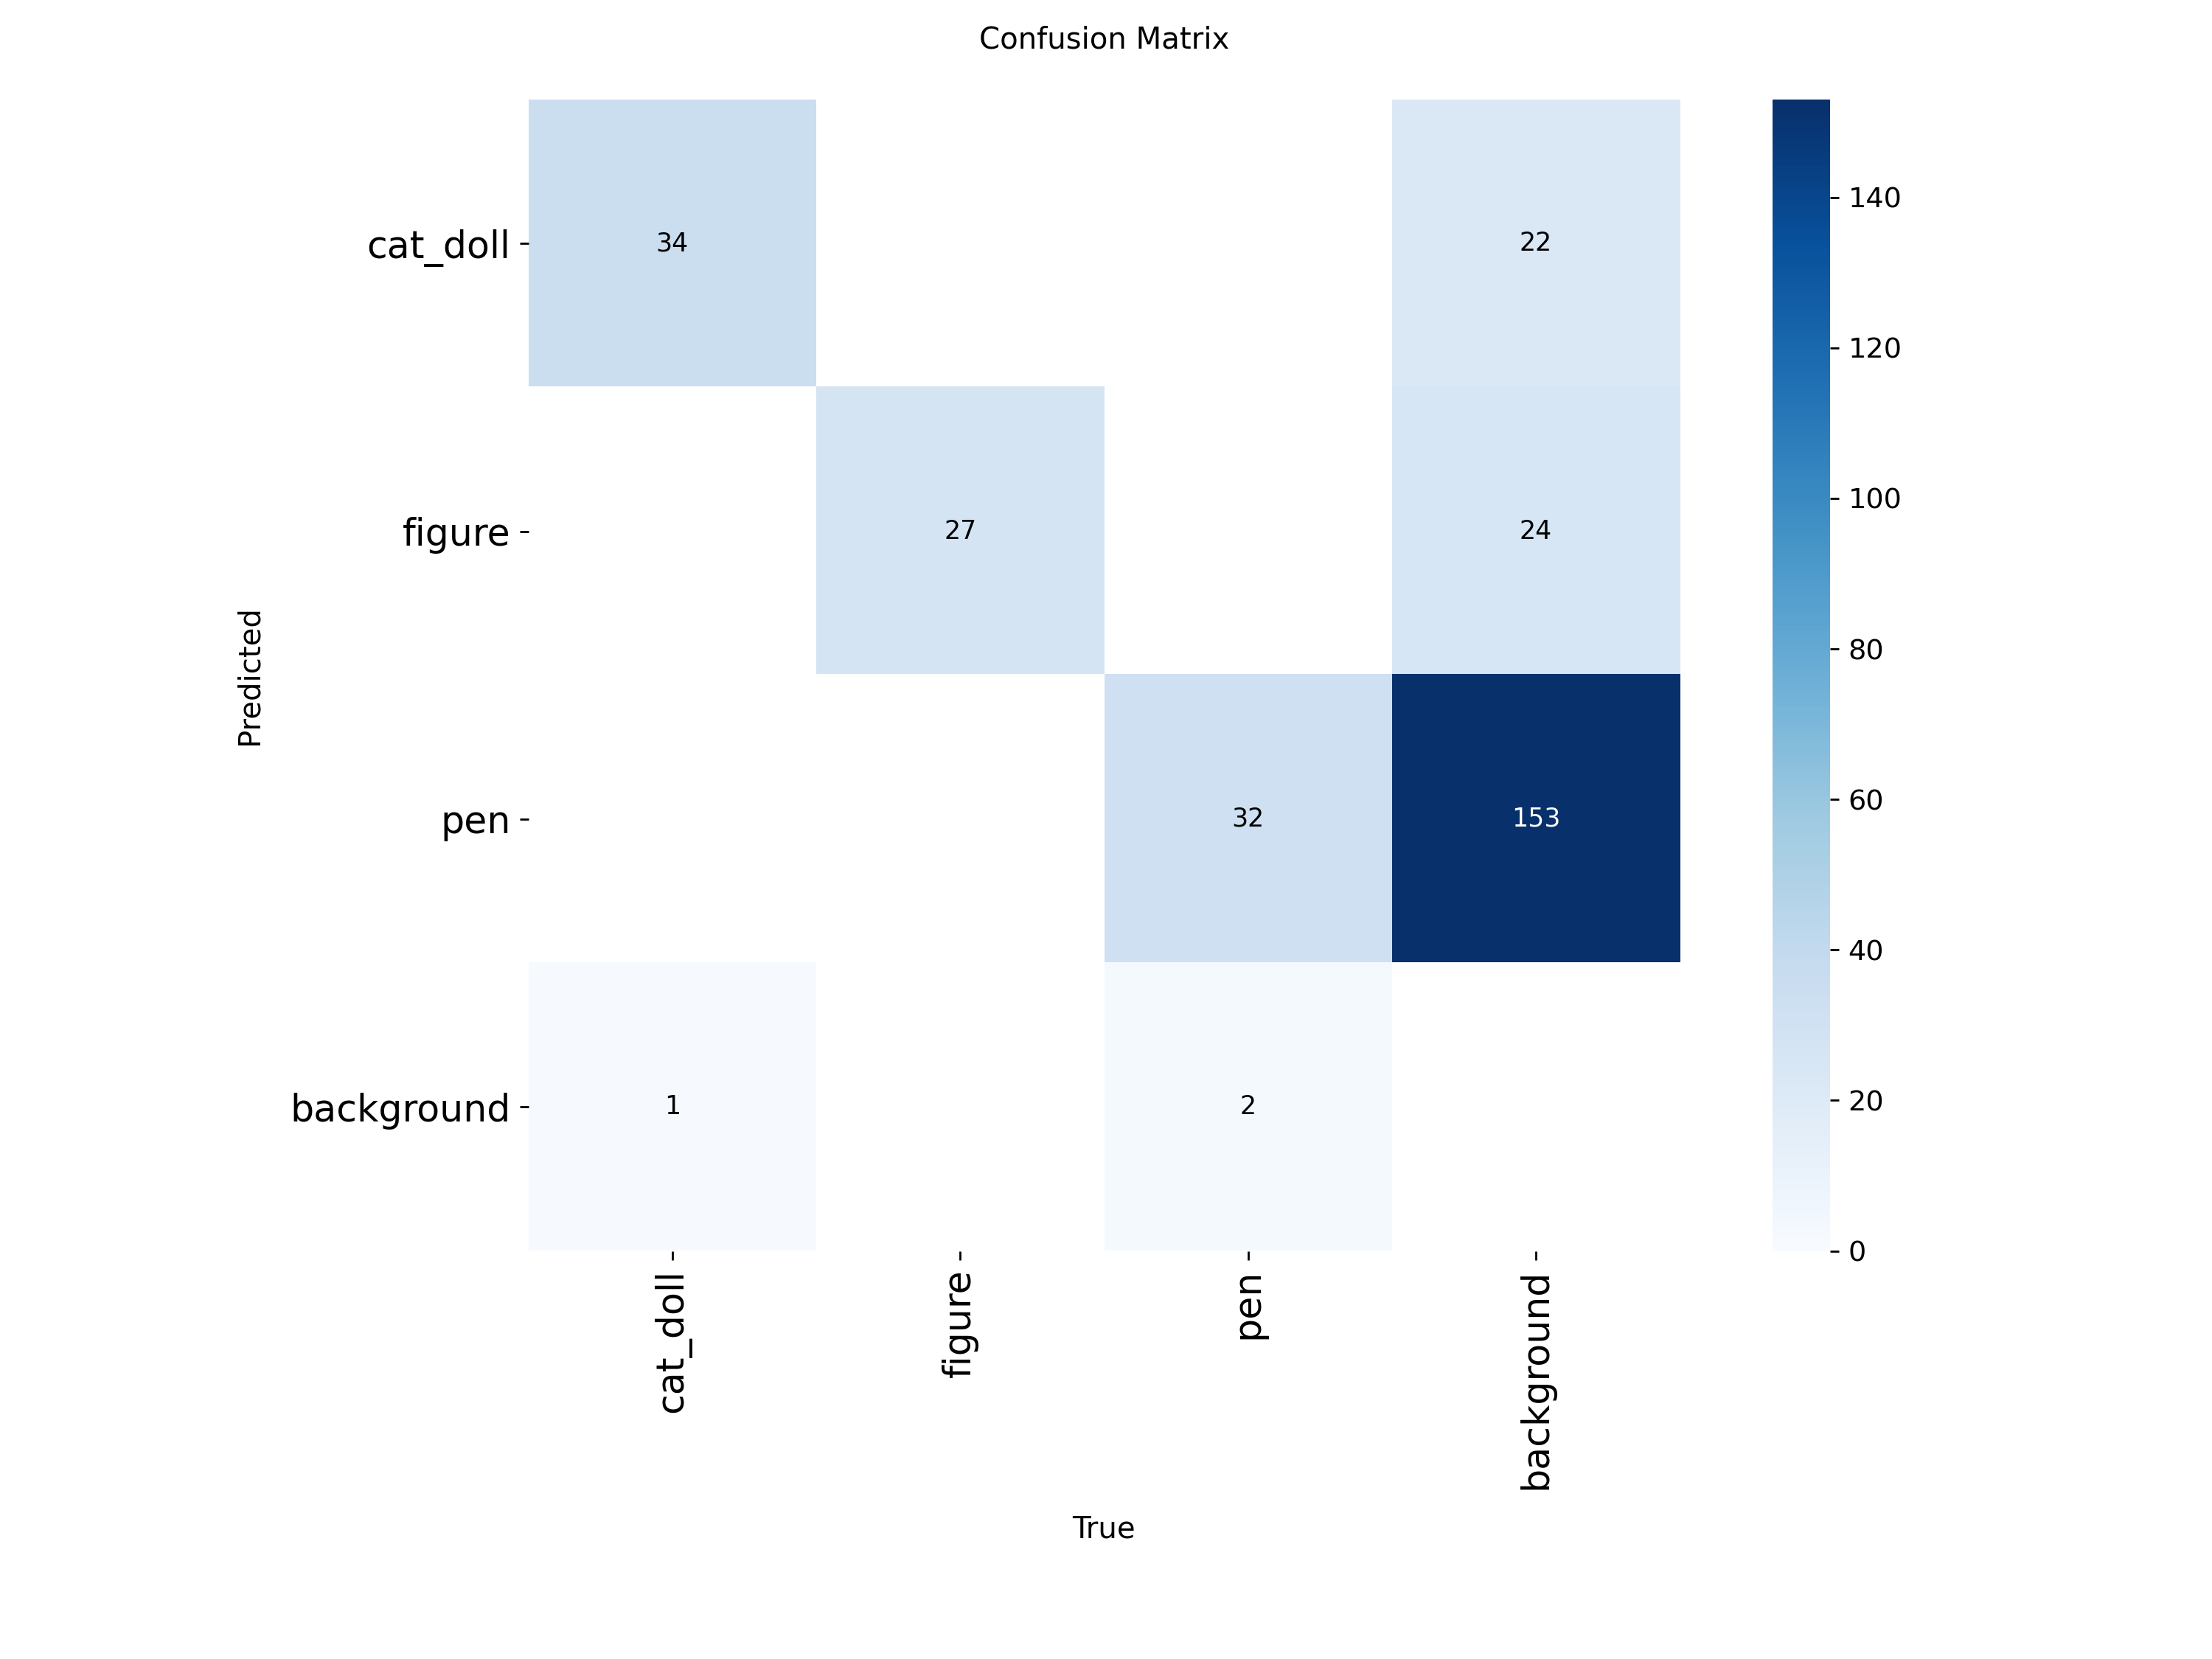 Confusion Matrix
cat_doll
34
22
figure
27
24
pen
32
153
background
1
2
Predicted
cat_doll
figure
pen
background
True
140
120
100
80
60
40
20
0